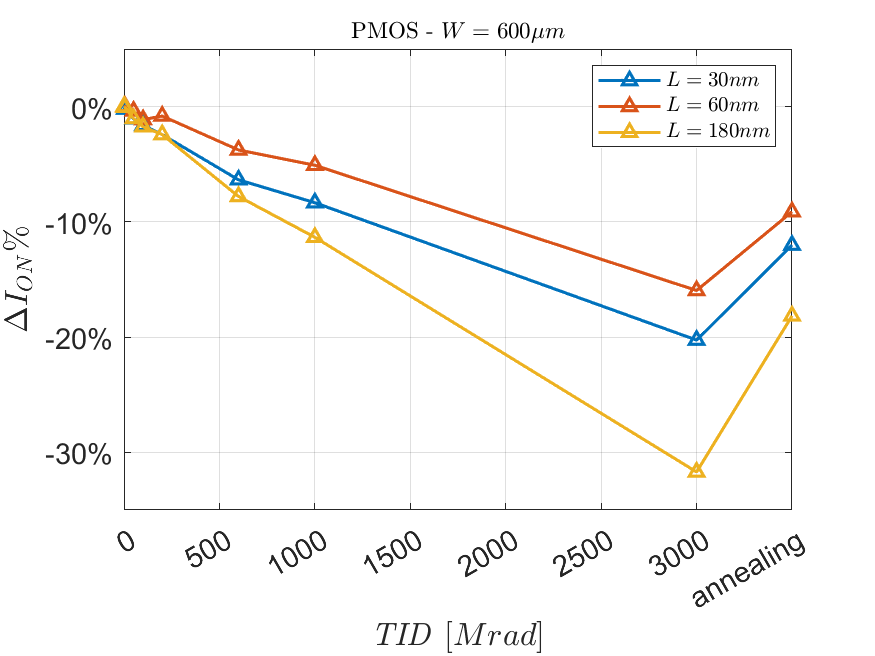 PMOS - W = 600μm
L = 30nm
L = 60nm
L = 180nm
0%
-10%
-20%
-30%
ΔI_ON%
0
500
1000
1500
2000
2500
3000
annealing
TID [Mrad]